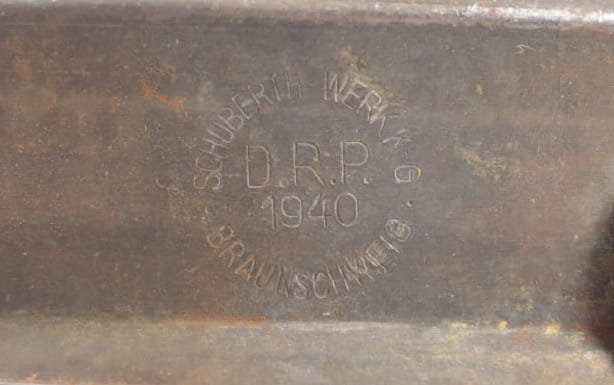 SCHUBERTH WERK K G.
D.R.P.
1940
BRAUNSCHWEIG